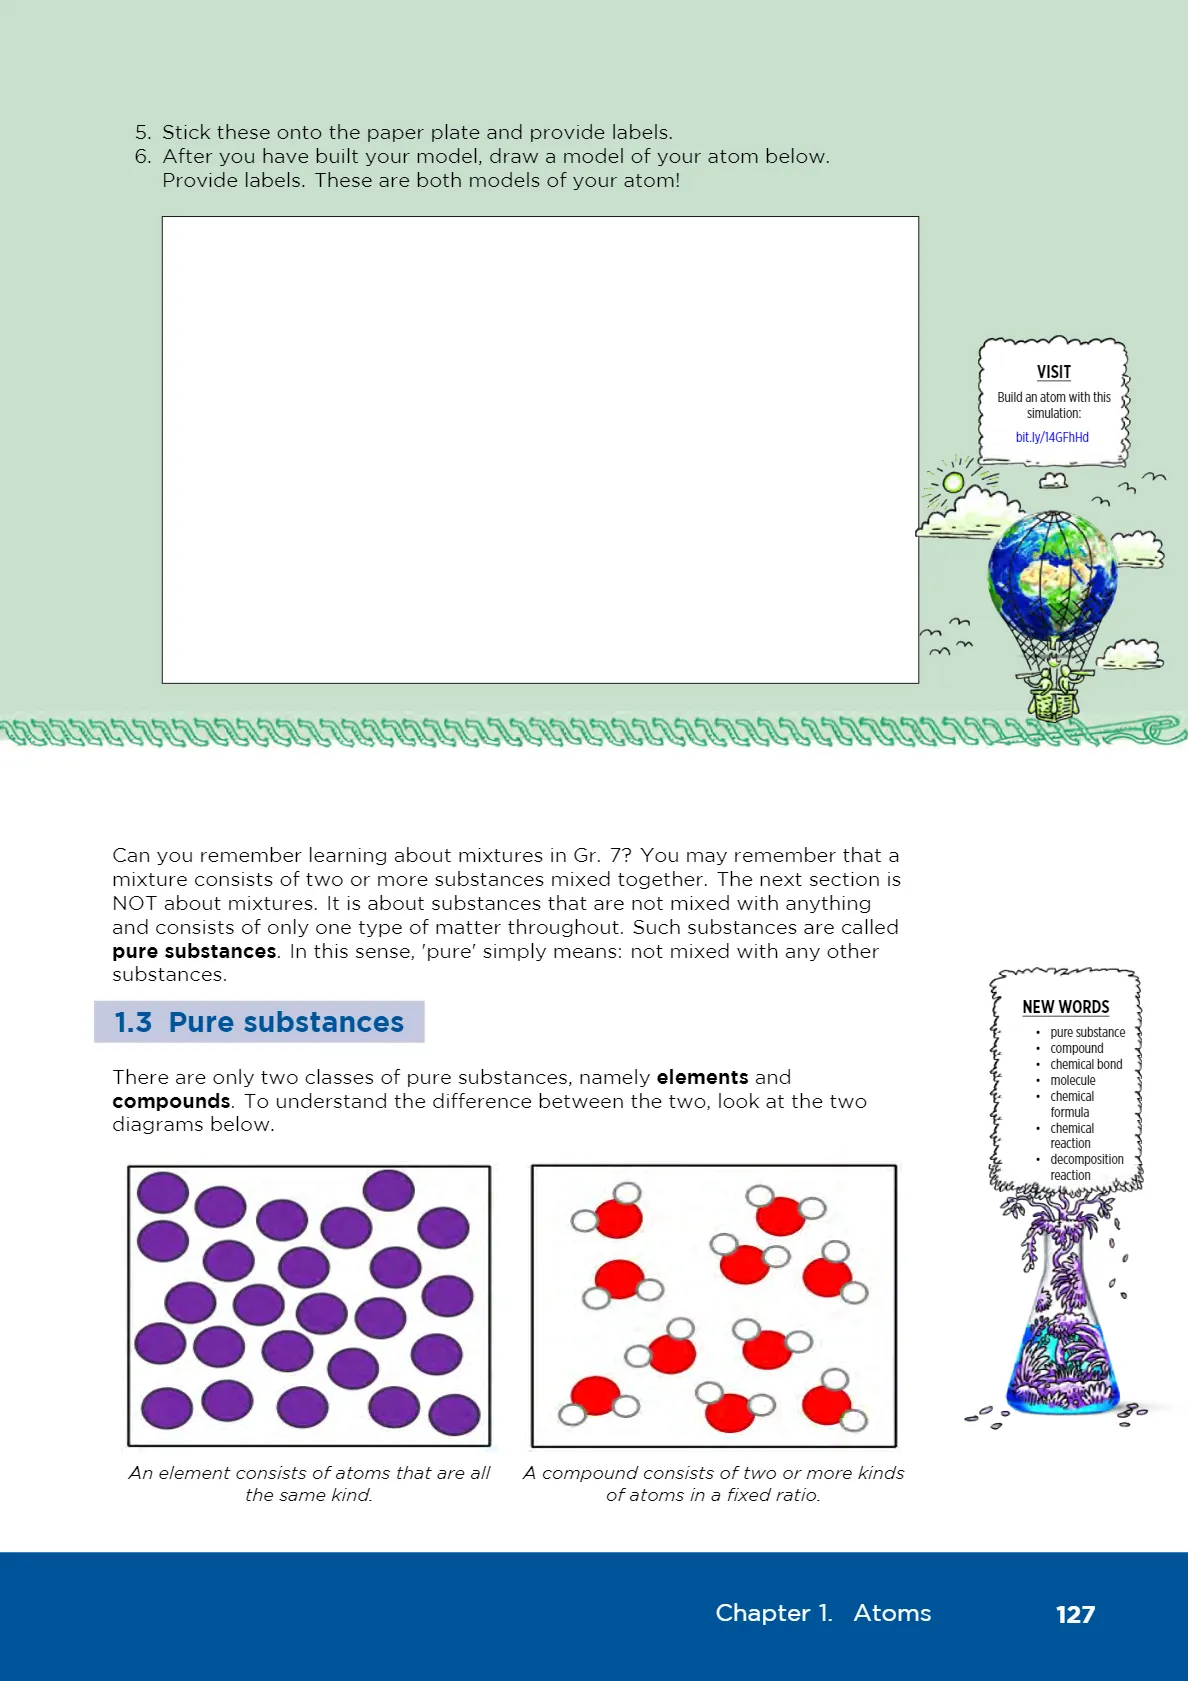 5. Stick these onto the paper plate and provide labels.
6. After you have built your model, draw a model of your atom below.
Provide labels. These are both models of your atom!
VISIT
Build an atom with this
simulation:
bit.ly/14GFhHd
Can you remember learning about mixtures in Gr. 7? You may remember that a
mixture consists of two or more substances mixed together. The next section is
NOT about mixtures. It is about substances that are not mixed with anything
and consists of only one type of matter throughout. Such substances are called
pure substances. In this sense, 'pure' simply means: not mixed with any other
substances.
1.3 Pure substances
There are only two classes of pure substances, namely elements and
compounds. To understand the difference between the two, look at the two
diagrams below.
NEW WORDS
• pure substance
• compound
• chemical bond
• molecule
• chemical
formula
• chemical
reaction
• decomposition
reaction
An element consists of atoms that are all
the same kind.
A compound consists of two or more kinds
of atoms in a fixed ratio.
Chapter 1. Atoms
127